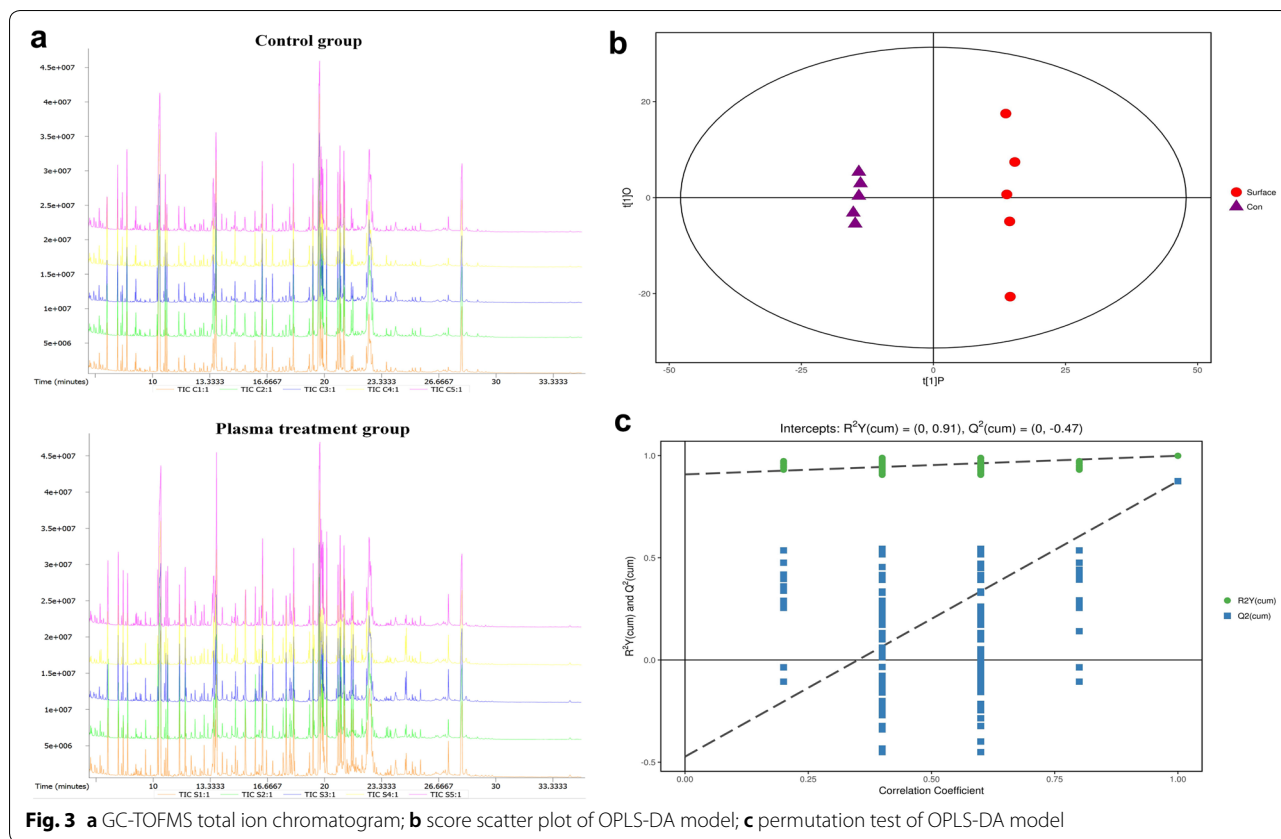 a
Control group
4.5e+007
4e+007
3.5e+007
3e+007
2.5e+007
2e+007
1.5e+007
1e+007
5e+006
Time (minutes) 10 13.3333 16.6667 20 23.3333 26.6667 30 33.3333
TIC C1:1 TIC C2:1 TIC C3:1 TIC C4:1 TIC C5:1
Plasma treatment group
4.5e+007
4e+007
3.5e+007
3e+007
2.5e+007
2e+007
1.5e+007
1e+007
5e+006
Time (minutes) 10 13.3333 16.6667 20 23.3333 26.6667 30 33.3333
TIC S1:1 TIC S2:1 TIC S3:1 TIC S4:1 TIC S5:1
b
t[1]O
20
0
-20
-50 -25 0 25 50
t[1]P
Surface
Con
c
Intercepts: R²Y(cum) = (0, 0.91), Q²(cum) = (0, -0.47)
R²Y(cum) and Q²(cum)
1.0
0.5
0.0
-0.5
0.00 0.25 0.50 0.75 1.00
Correlation Coefficient
R2Y(cum)
Q2(cum)
Fig. 3 a GC-TOFMS total ion chromatogram; b score scatter plot of OPLS-DA model; c permutation test of OPLS-DA model